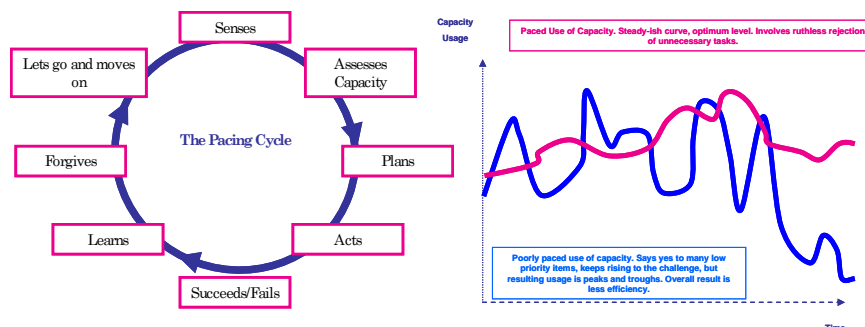 Senses
Assesses
Capacity
Plans
Acts
Succeeds/Fails
Learns
Forgives
Lets go and moves
on
The Pacing Cycle
Capacity
Usage
Paced Use of Capacity. Steady-ish curve, optimum level. Involves ruthless rejection
of unnecessary tasks.
Poorly paced use of capacity. Says yes to many low
priority items, keeps rising to the challenge, but
resulting usage is peaks and troughs. Overall result is
less efficiency.
Time